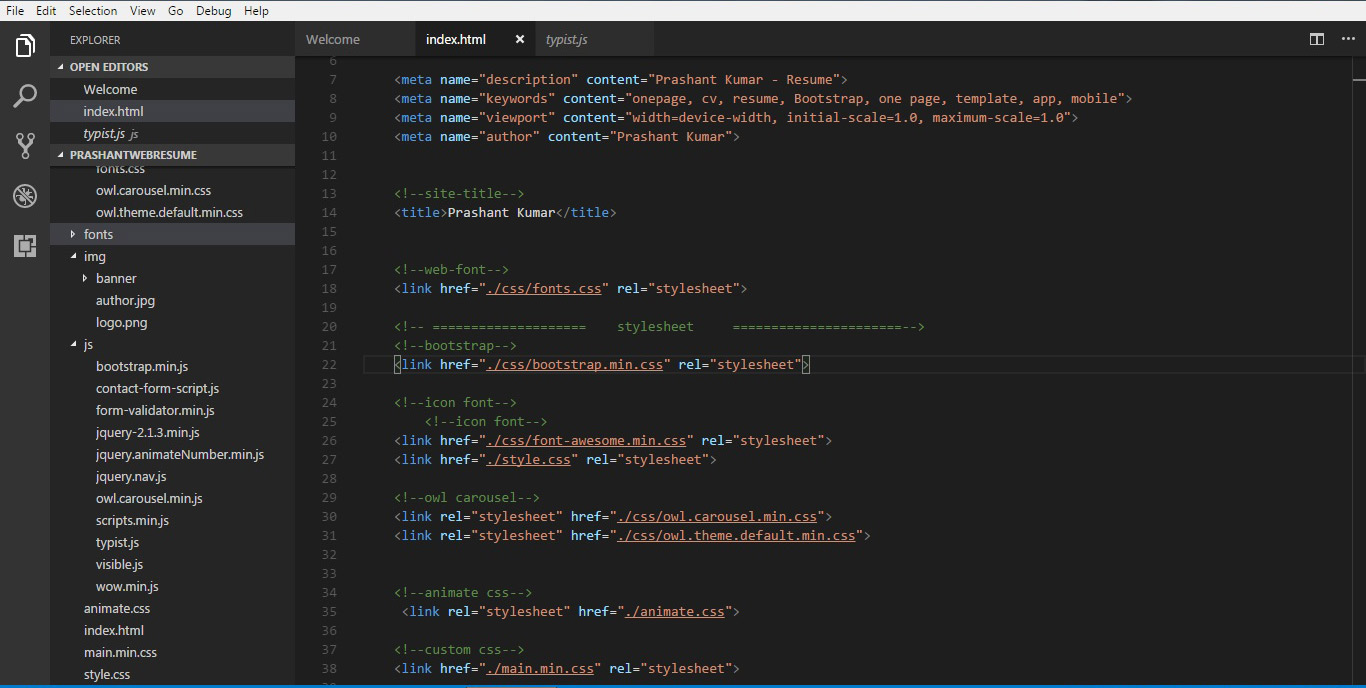 File Edit Selection View Go Debug Help
EXPLORER
OPEN EDITORS
Welcome
index.html
typist.js js
PRASHANTWEBRESUME
fonts.css
owl.carousel.min.css
owl.theme.default.min.css
fonts
img
banner
author.jpg
logo.png
js
bootstrap.min.js
contact-form-script.js
form-validator.min.js
jquery-2.1.3.min.js
jquery.animateNumber.min.js
jquery.nav.js
owl.carousel.min.js
scripts.min.js
typist.js
visible.js
wow.min.js
animate.css
index.html
main.min.css
style.css
Welcome index.html typist.js
6
7 <meta name="description" content="Prashant Kumar - Resume">
8 <meta name="keywords" content="onepage, cv, resume, Bootstrap, one page, template, app, mobile">
9 <meta name="viewport" content="width=device-width, initial-scale=1.0, maximum-scale=1.0">
10 <meta name="author" content="Prashant Kumar">
11
12
13 <!--site-title-->
14 <title>Prashant Kumar</title>
15
16
17 <!--web-font-->
18 <link href="./css/fonts.css" rel="stylesheet">
19
20 <!-- ==================== stylesheet ======================-->
21 <!--bootstrap-->
22 <link href="./css/bootstrap.min.css" rel="stylesheet">
23
24 <!--icon font-->
25 <!--icon font-->
26 <link href="./css/font-awesome.min.css" rel="stylesheet">
27 <link href="./style.css" rel="stylesheet">
28
29 <!--owl carousel-->
30 <link rel="stylesheet" href="./css/owl.carousel.min.css">
31 <link rel="stylesheet" href="./css/owl.theme.default.min.css">
32
33
34 <!--animate css-->
35 <link rel="stylesheet" href="./animate.css">
36
37 <!--custom css-->
38 <link href="./main.min.css" rel="stylesheet">